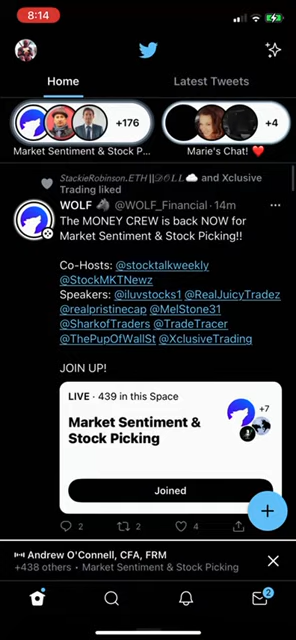 8:14
Home
Latest Tweets
+176
+4
Market Sentiment & Stock P...
Marie's Chat! ❤️
StackieRobinson.ETH || 𝒟𝒪𝐿𝐿☁️ and Xclusive
Trading liked
WOLF 🐺 @WOLF_Financial · 14m
The MONEY CREW is back NOW for
Market Sentiment & Stock Picking!!
Co-Hosts: @stocktalkweekly
@StockMKTNewz
Speakers: @iluvstocks1 @RealJuicyTradez
@realpristinecap @MelStone31
@SharkofTraders @TradeTracer
@ThePupOfWallSt @XclusiveTrading
JOIN UP!
LIVE · 439 in this Space
+7
Market Sentiment &
Stock Picking
Joined
2
2
4
Andrew O'Connell, CFA, FRM
+438 others • Market Sentiment & Stock Picking
2